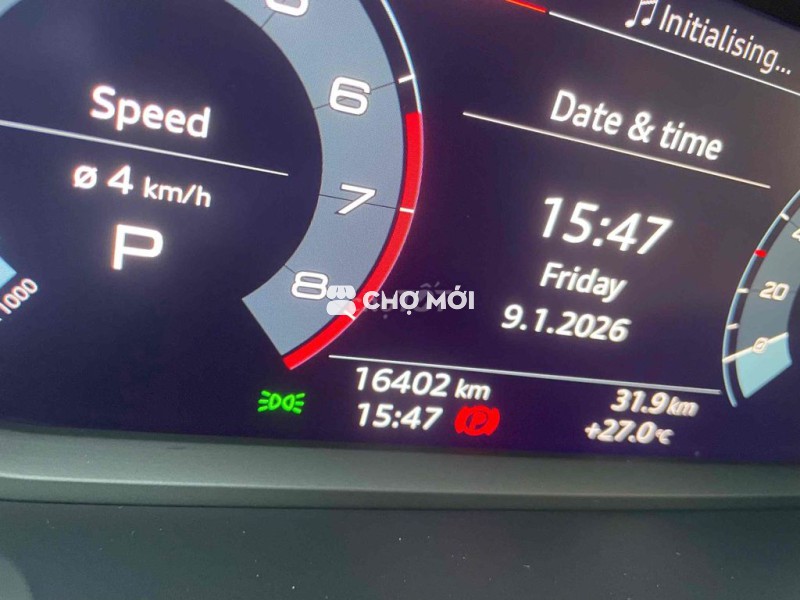 Initialising...
Speed
ø 4 km/h
P
6
7
8
Date & time
15:47
Friday
9.1.2026
CHỢ MỚI
16402 km
15:47
31.9 km
+27.0°C
20
0